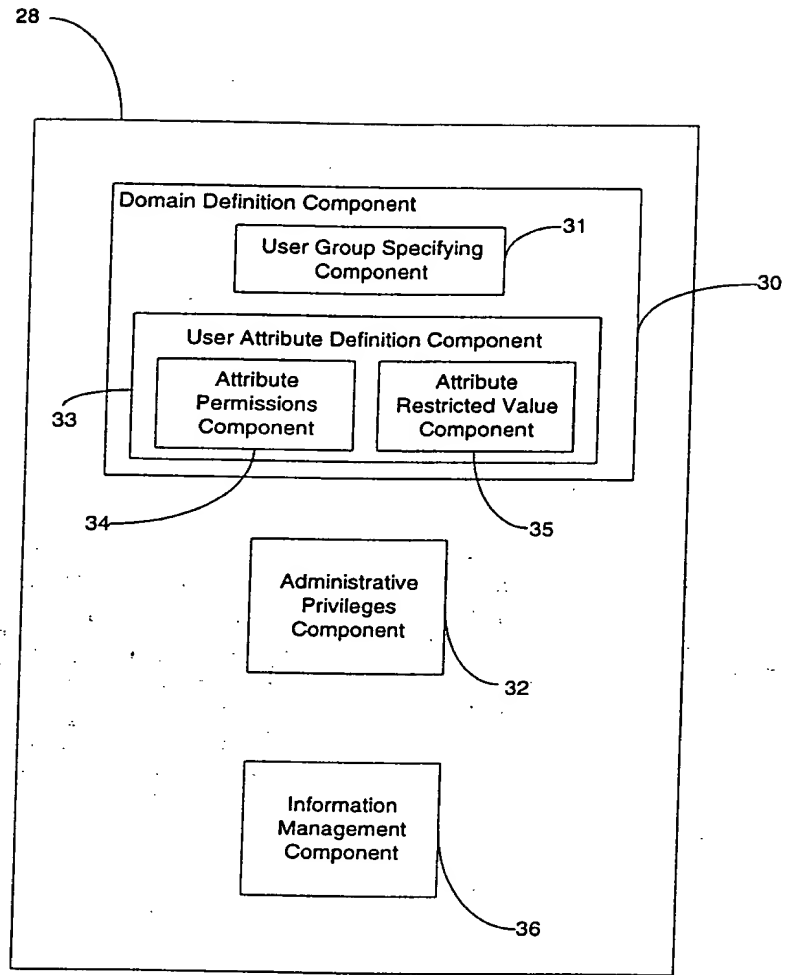 28
Domain Definition Component
User Group Specifying
Component
31
30
User Attribute Definition Component
Attribute
Permissions
Component
Attribute
Restricted Value
Component
33
34
35
Administrative
Privileges
Component
32
Information
Management
Component
36